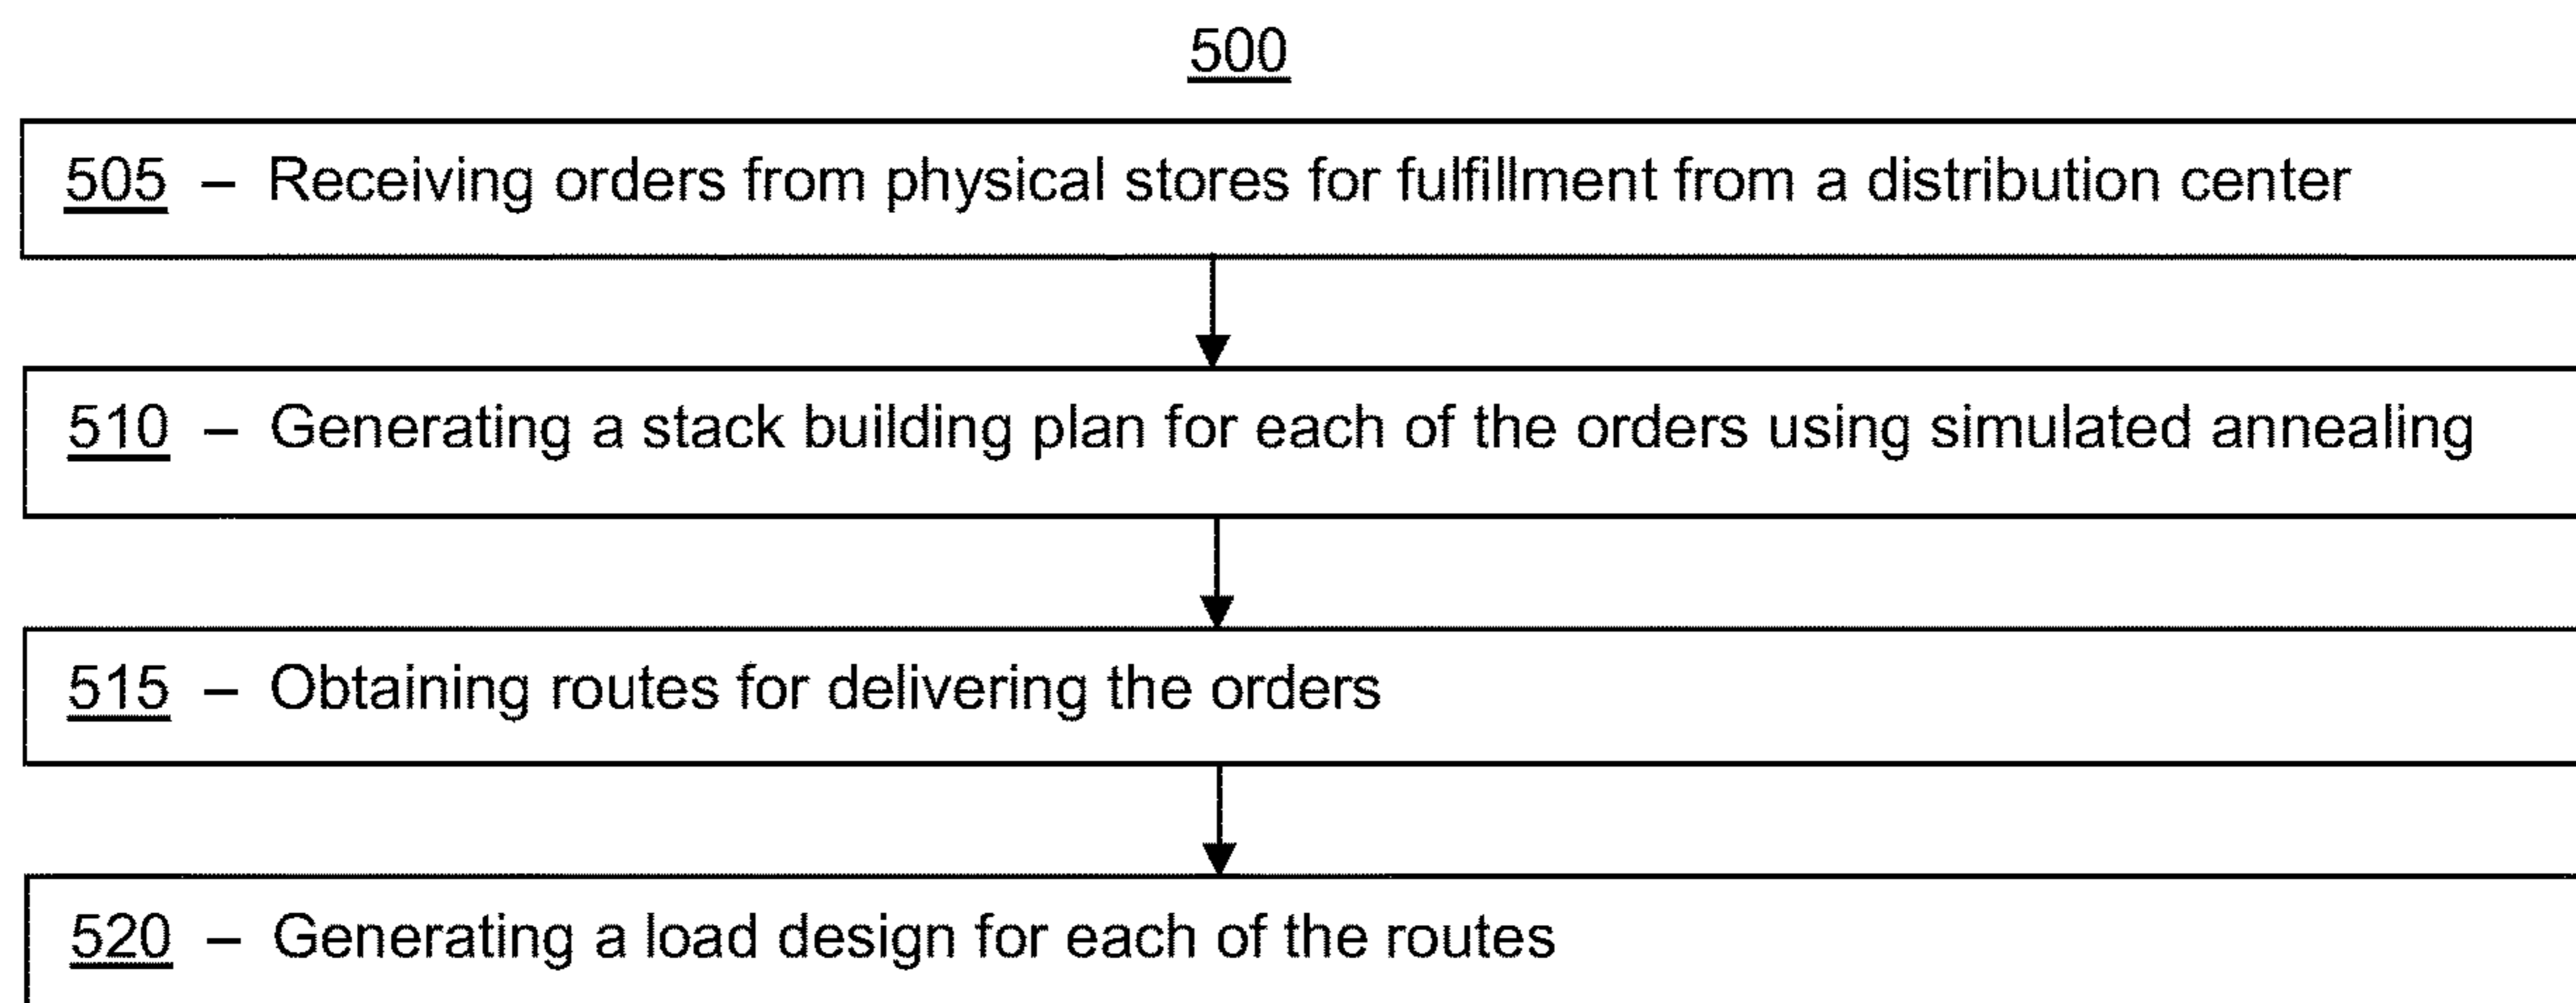 500
505 – Receiving orders from physical stores for fulfillment from a distribution center
510 – Generating a stack building plan for each of the orders using simulated annealing
515 – Obtaining routes for delivering the orders
520 – Generating a load design for each of the routes